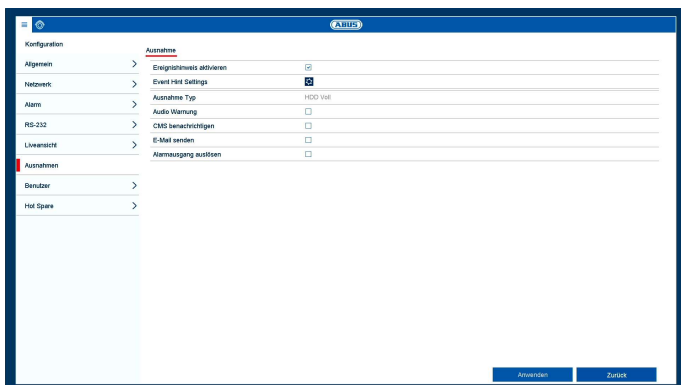 ABUS
Konfiguration
Allgemein
Netzwerk
Alarm
RS-232
Liveansicht
Ausnahmen
Benutzer
Hot Spare
Ausnahme
Ereignishinweis aktivieren
Event Hint Settings
Ausnahme Typ HDD Voll
Audio Warnung
CMS benachrichtigen
E-Mail senden
Alarmausgang auslösen
Anwenden Zurück